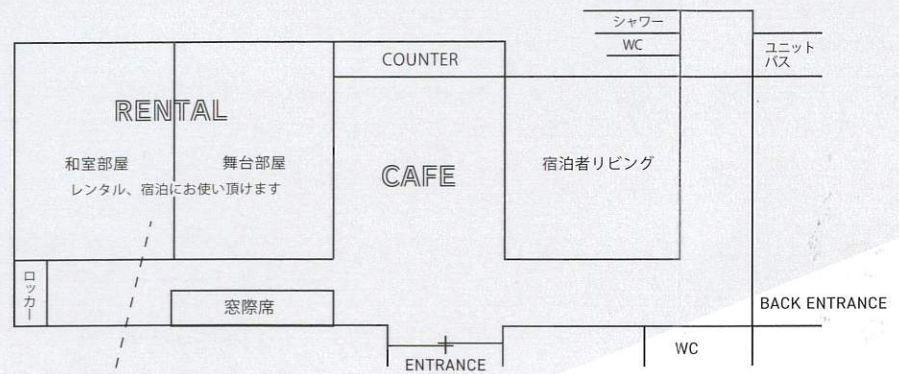 シャワー
WC
ユニット
バス
COUNTER
RENTAL
和室部屋
舞台部屋
レンタル、宿泊にお使い頂けます
CAFE
宿泊者リビング
ロッカー
窓際席
BACK ENTRANCE
ENTRANCE
WC